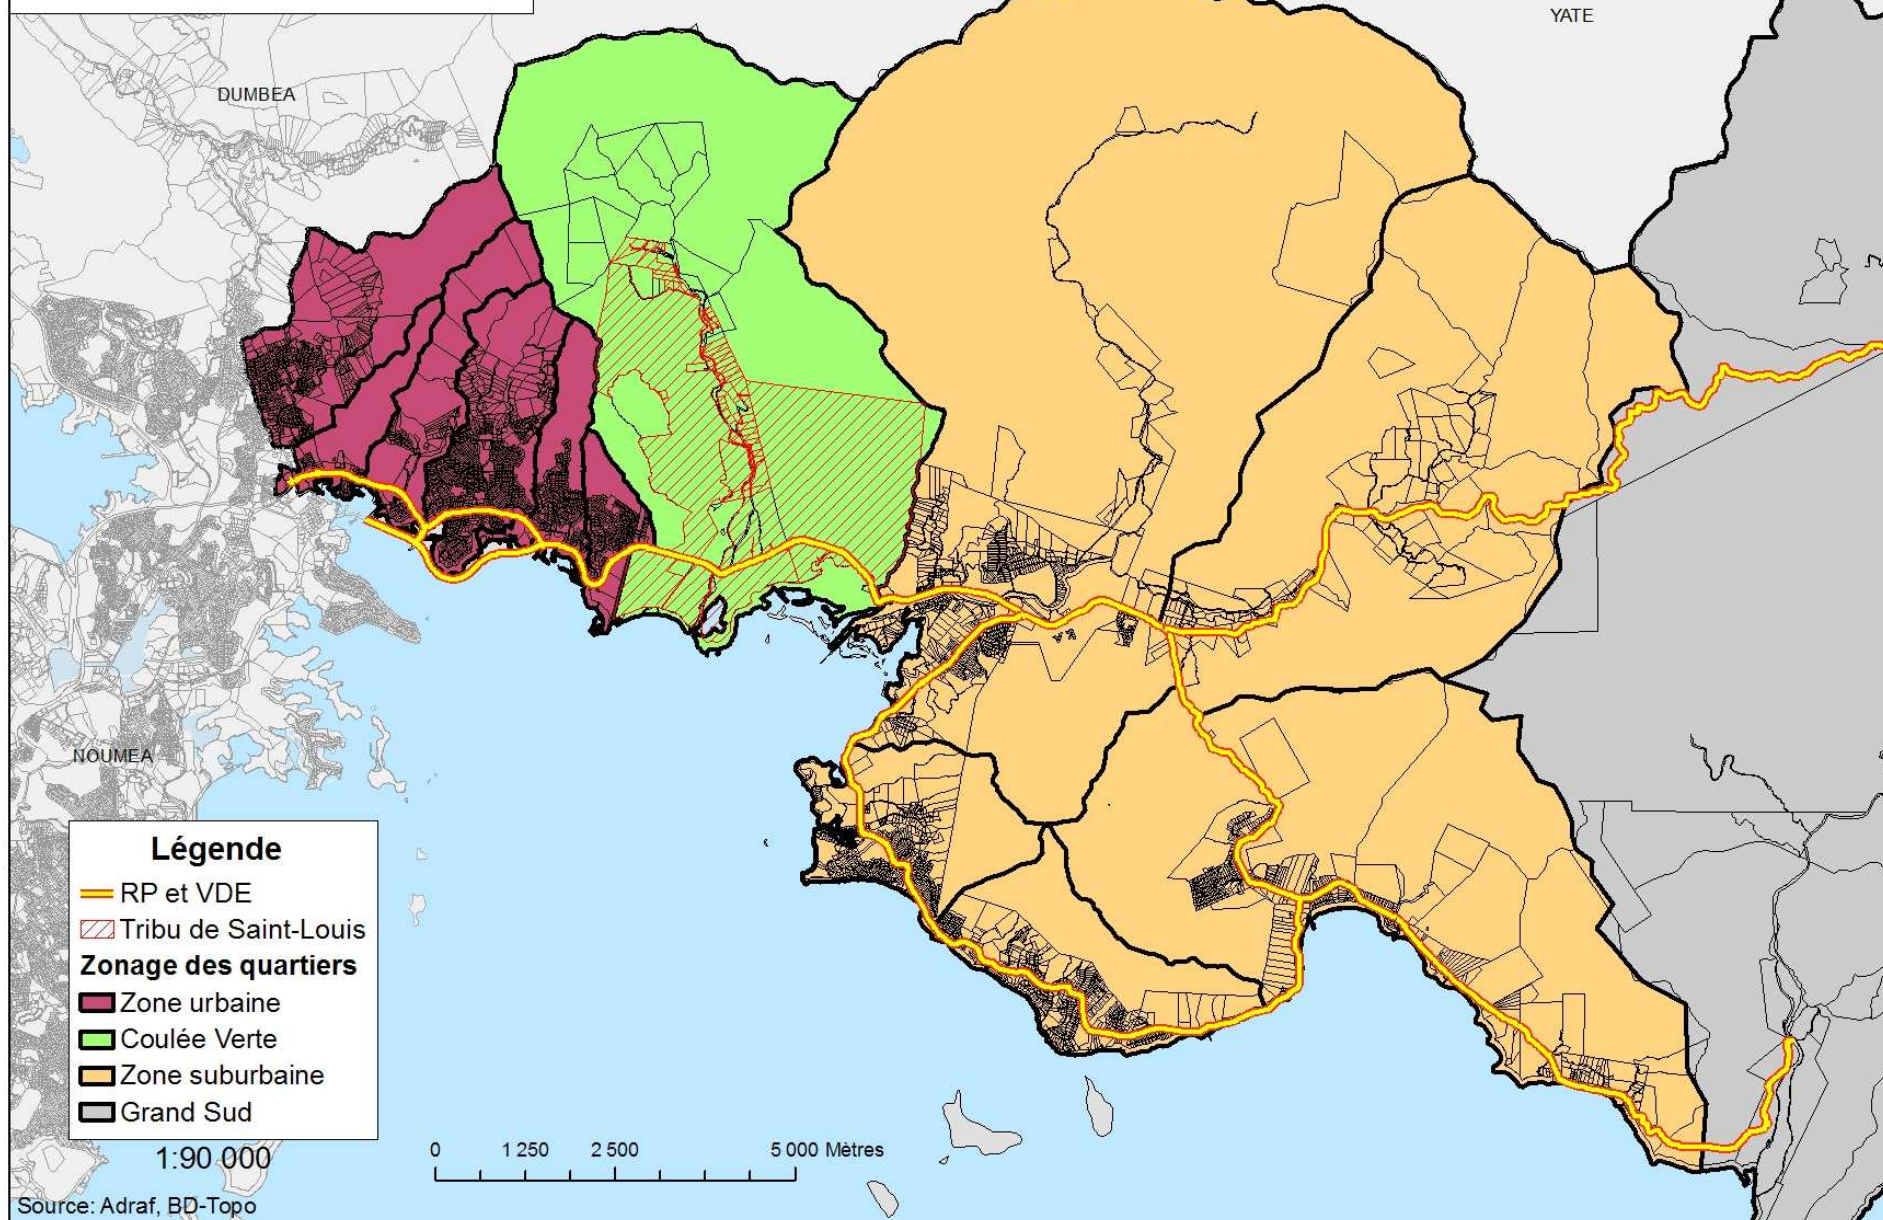 YATE
DUMBEA
NOUMEA
Légende
RP et VDE
Tribu de Saint-Louis
Zonage des quartiers
Zone urbaine
Coulée Verte
Zone suburbaine
Grand Sud
1:90 000
0 1 250 2 500 5 000 Mètres
Source: Adraf, BD-Topo